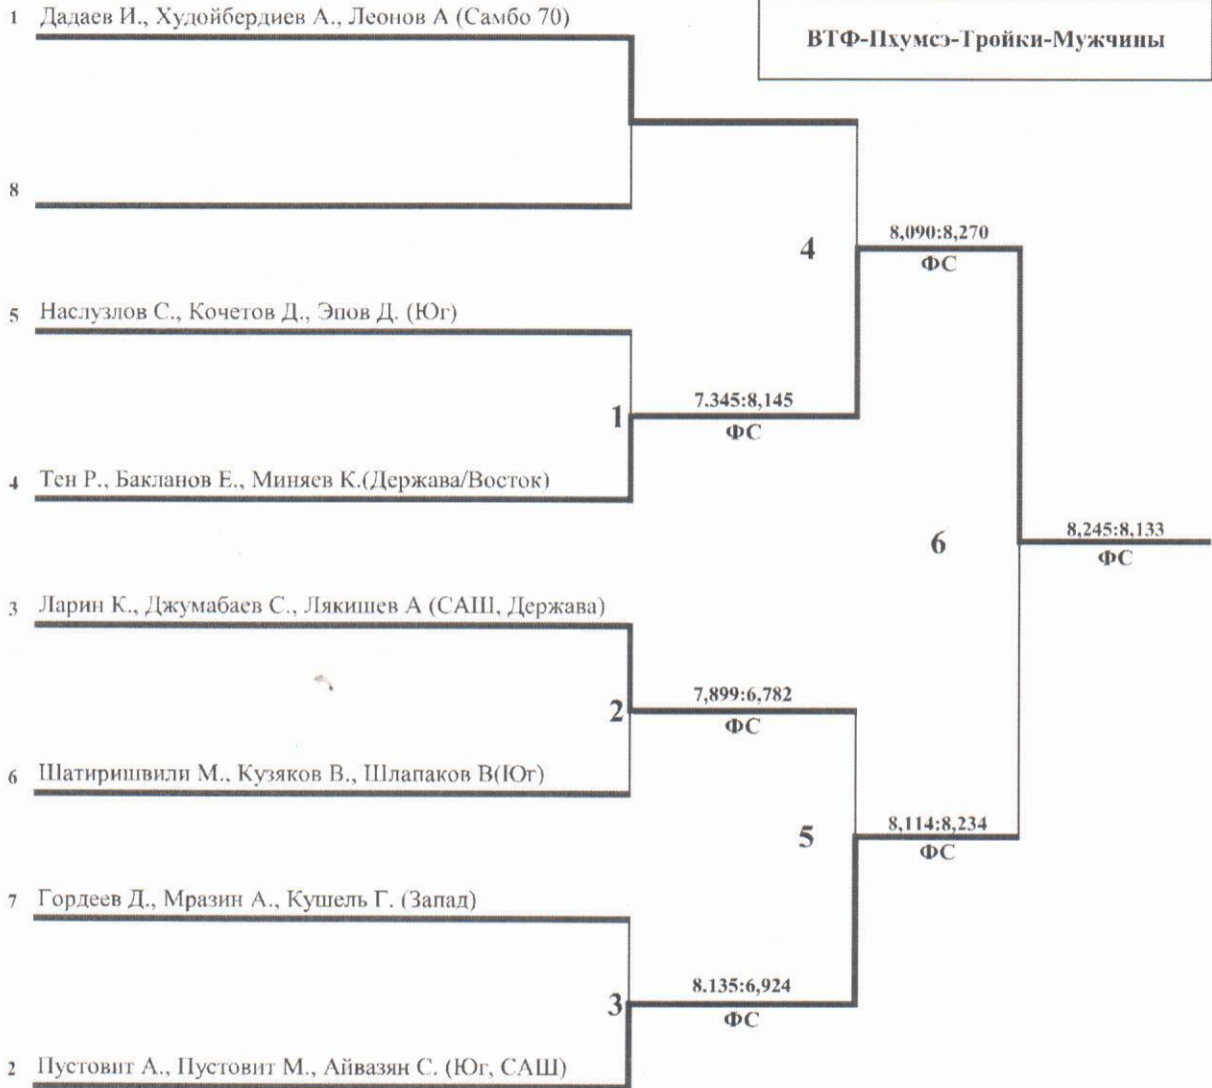 1 Дадаев И., Худойбердиев А., Леонов А (Самбо 70)
ВТФ-Пхумсэ-Тройки-Мужчины
8
4
8,090:8,270
ФС
5 Наслузлов С., Кочетов Д., Эпов Д. (Юг)
1
7.345:8,145
ФС
4 Тен Р., Бакланов Е., Миняев К.(Держава/Восток)
6
8,245:8,133
ФС
3 Ларин К., Джумабаев С., Лякишев А (САШ, Держава)
2
7,899:6,782
ФС
6 Шатиришвили М., Кузяков В., Шлапаков В(Юг)
5
8,114:8,234
ФС
7 Гордеев Д., Мразин А., Кушель Г. (Запад)
3
8.135:6,924
ФС
2 Пустовит А., Пустовит М., Айвазян С. (Юг, САШ)